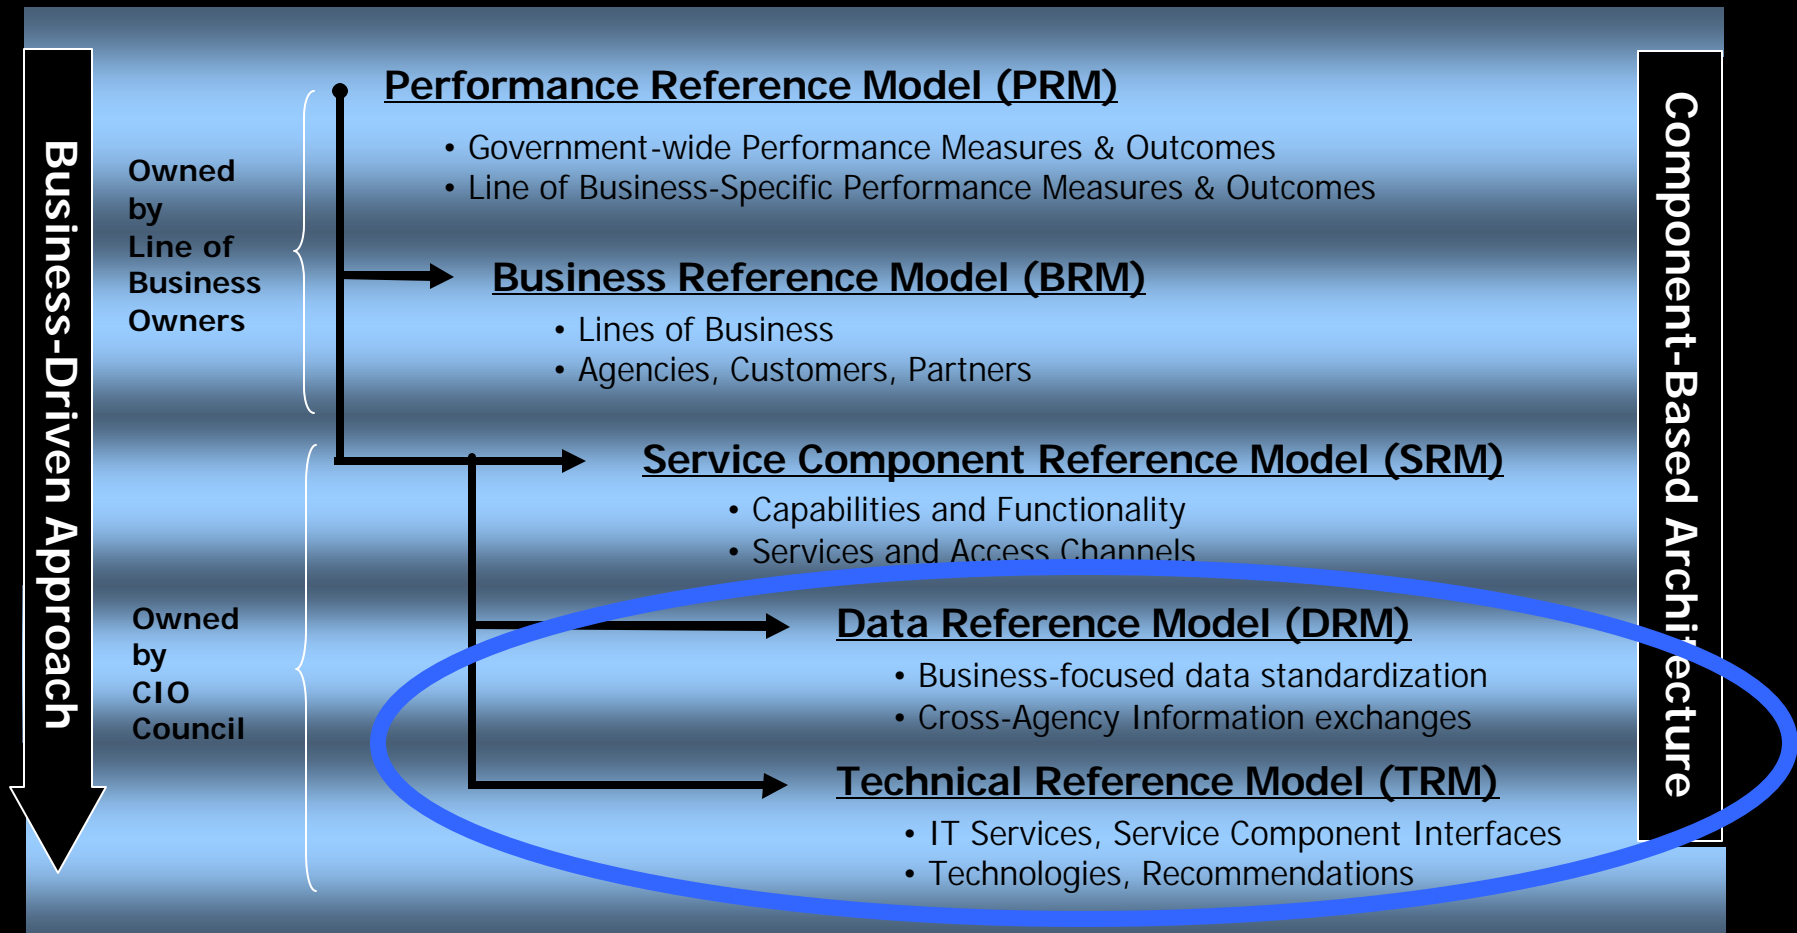 Business-Driven Approach
Owned
by
Line of
Business
Owners
Performance Reference Model (PRM)
• Government-wide Performance Measures & Outcomes
• Line of Business-Specific Performance Measures & Outcomes
Business Reference Model (BRM)
• Lines of Business
• Agencies, Customers, Partners
Owned
by
CIO
Council
Service Component Reference Model (SRM)
• Capabilities and Functionality
• Services and Access Channels
Data Reference Model (DRM)
• Business-focused data standardization
• Cross-Agency Information exchanges
Technical Reference Model (TRM)
• IT Services, Service Component Interfaces
• Technologies, Recommendations
Component-Based Architecture